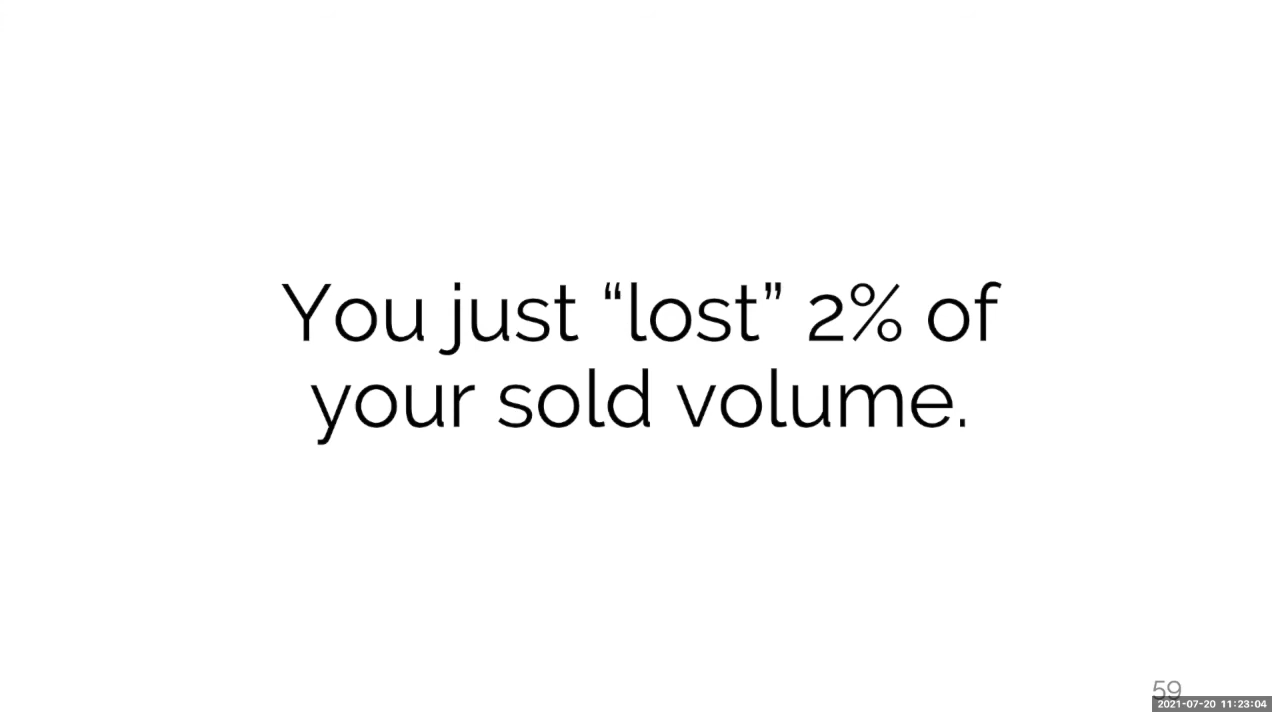 You just “lost” 2% of
your sold volume.
59
2021-07-20 11:23:04